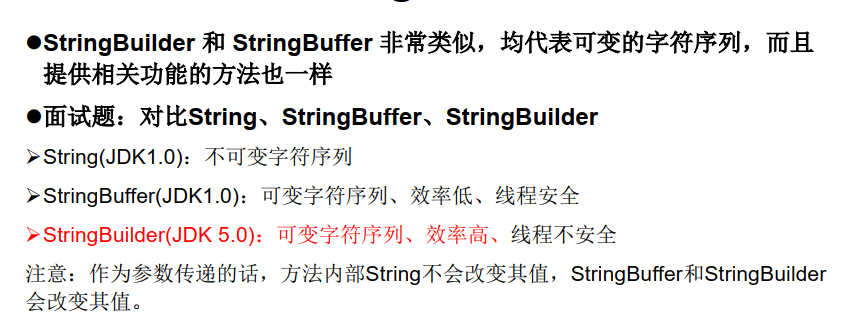 ●StringBuilder 和 StringBuffer 非常类似，均代表可变的字符序列，而且
提供相关功能的方法也一样
●面试题：对比String、StringBuffer、StringBuilder
➢String(JDK1.0)：不可变字符序列
➢StringBuffer(JDK1.0)：可变字符序列、效率低、线程安全
➢StringBuilder(JDK 5.0)：可变字符序列、效率高、线程不安全
注意：作为参数传递的话，方法内部String不会改变其值，StringBuffer和StringBuilder
会改变其值。